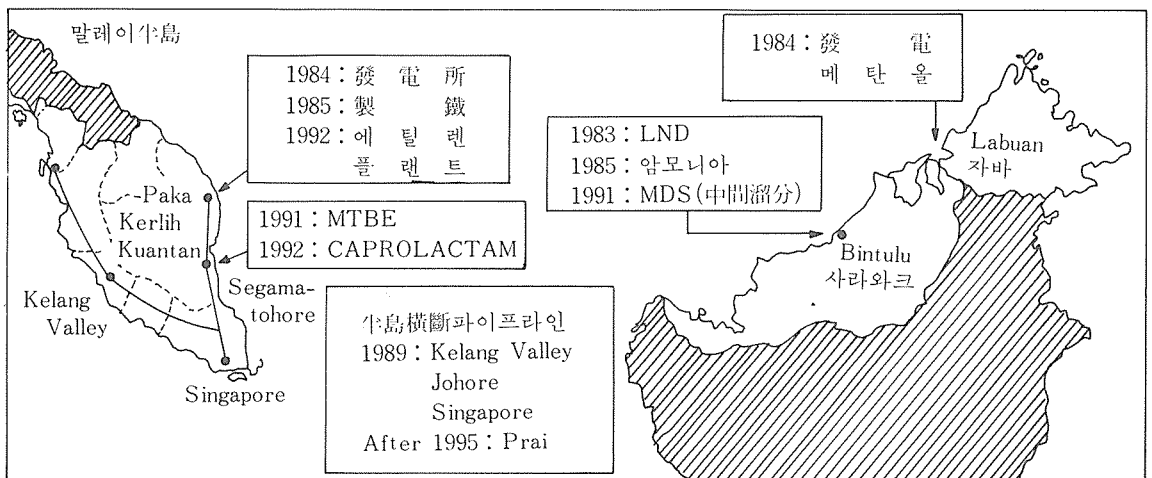 말레이半島
1984：發電所
1985：製鐵
1992：에틸렌
플랜트
Paka
Kerlih
Kuantan
1991：MTBE
1992：CAPROLACTAM
Kelang
Valley
Segama-
tohore
Singapore
半島橫斷파이프라인
1989：Kelang Valley
Johore
Singapore
After 1995：Prai
1984：發電
메탄올
1983：LND
1985：암모니아
1991：MDS(中間溜分)
Labuan
자바
Bintulu
사라와크